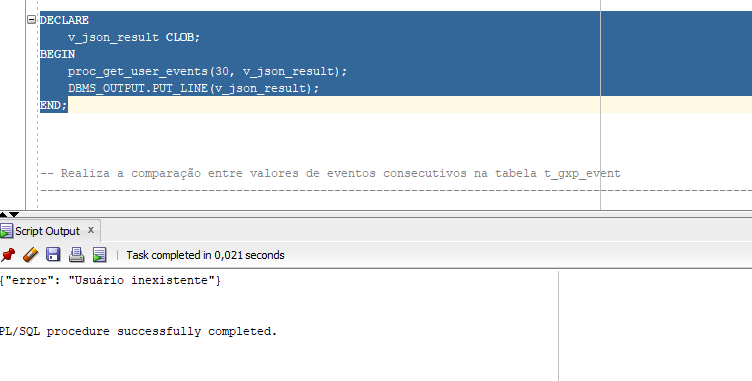 DECLARE
v_json_result CLOB;
BEGIN
proc_get_user_events(30, v_json_result);
DBMS_OUTPUT.PUT_LINE(v_json_result);
END;
-- Realiza a comparação entre valores de eventos consecutivos na tabela t_gxp_event
Script Output x
Task completed in 0,021 seconds
{"error": "Usuário inexistente"}
PL/SQL procedure successfully completed.